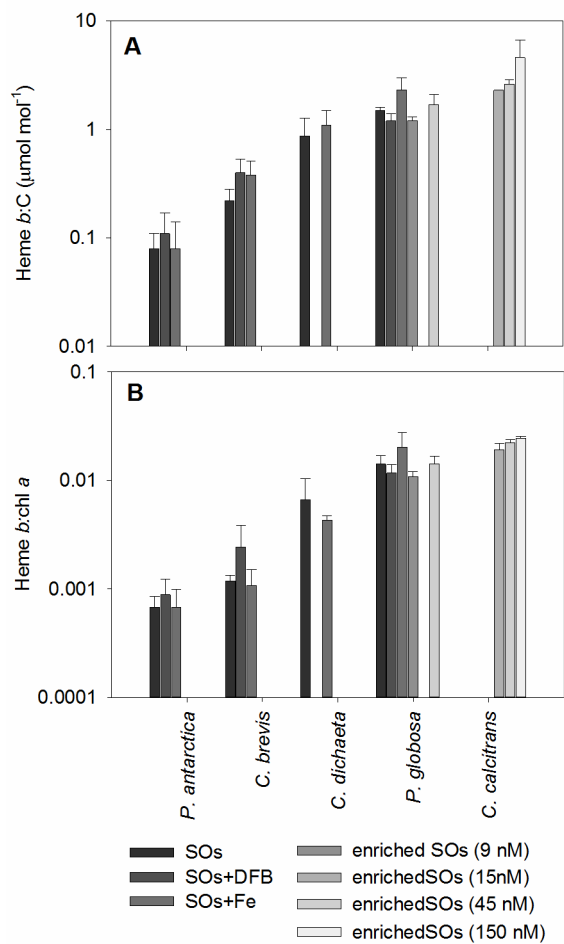 A
Heme b:C (µmol mol⁻¹)
10
1
0.1
0.01
B
Heme b:chl a
0.1
0.01
0.001
0.0001
P. antarctica
C. brevis
C. dichaeta
P. globosa
C. calcitrans
SOs
SOs+DFB
SOs+Fe
enriched SOs (9 nM)
enrichedSOs (15nM)
enrichedSOs (45 nM)
enrichedSOs (150 nM)